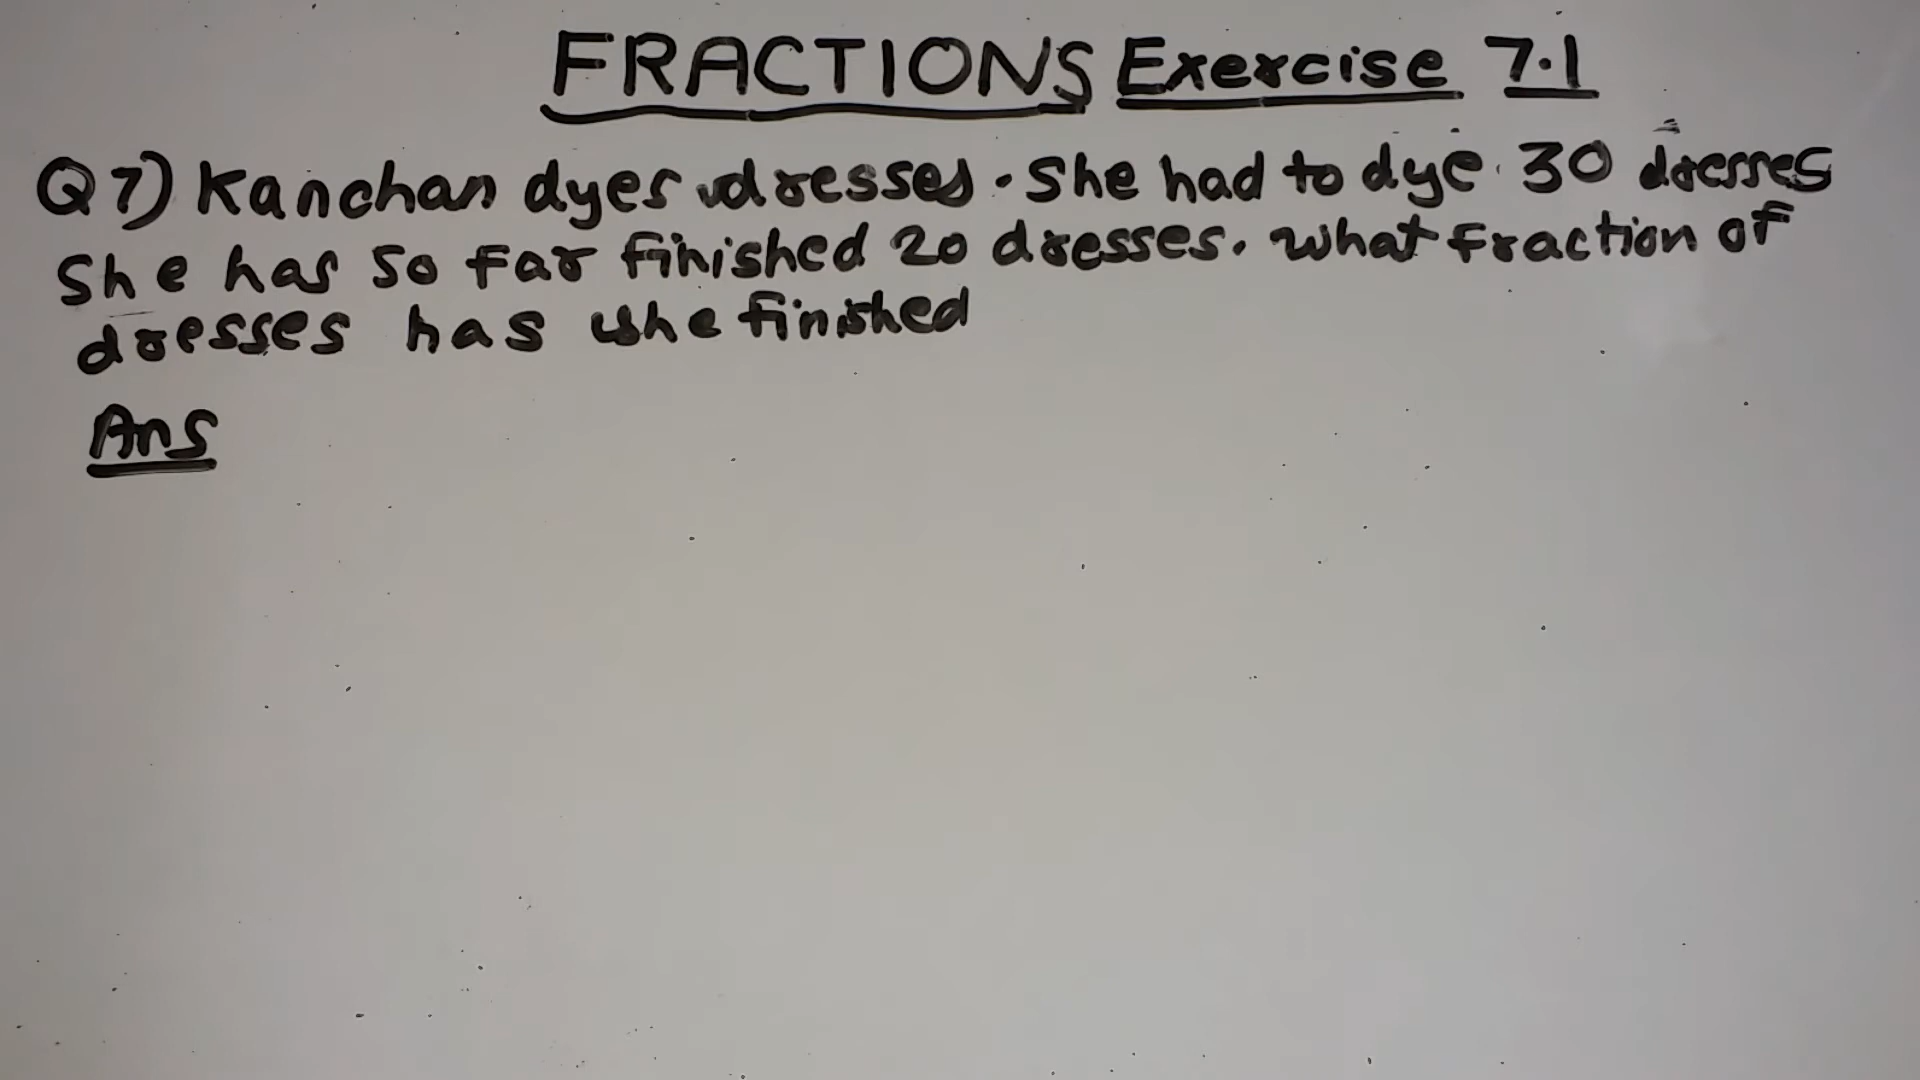 FRACTIONS Exercise 7.1
Q7) Kanchan dyes dresses. She had to dye 30 dresses
She has so far finished 20 dresses. What fraction of
dresses has she finished
Ans